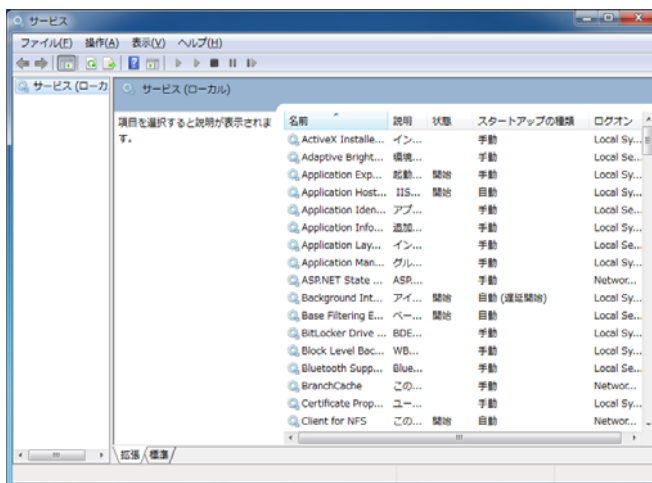 サービス
ファイル(F) 操作(A) 表示(V) ヘルプ(H)
サービス (ローカ
サービス (ローカル)
項目を選択すると説明が表示されま
す。
名前 説明 状態 スタートアップの種類 ログオン
ActiveX Installe... イン... 手動 Local Sy...
Adaptive Bright... 環境... 手動 Local Se...
Application Exp... 起動... 開始 手動 Local Sy...
Application Host... IIS... 開始 自動 Local Sy...
Application Iden... アプ... 手動 Local Se...
Application Info... 追加... 手動 Local Sy...
Application Lay... イン... 手動 Local Se...
Application Man... グル... 手動 Local Sy...
ASP.NET State ... ASP.... 手動 Networ...
Background Int... アイ... 開始 自動 (遅延開始) Local Sy...
Base Filtering E... ベー... 開始 自動 Local Se...
BitLocker Drive ... BDE... 手動 Local Sy...
Block Level Bac... WB... 手動 Local Sy...
Bluetooth Supp... Blue... 手動 Local Se...
BranchCache この... 手動 Networ...
Certificate Prop... ユー... 手動 Local Sy...
Client for NFS この... 開始 自動 Networ...
拡張 標準